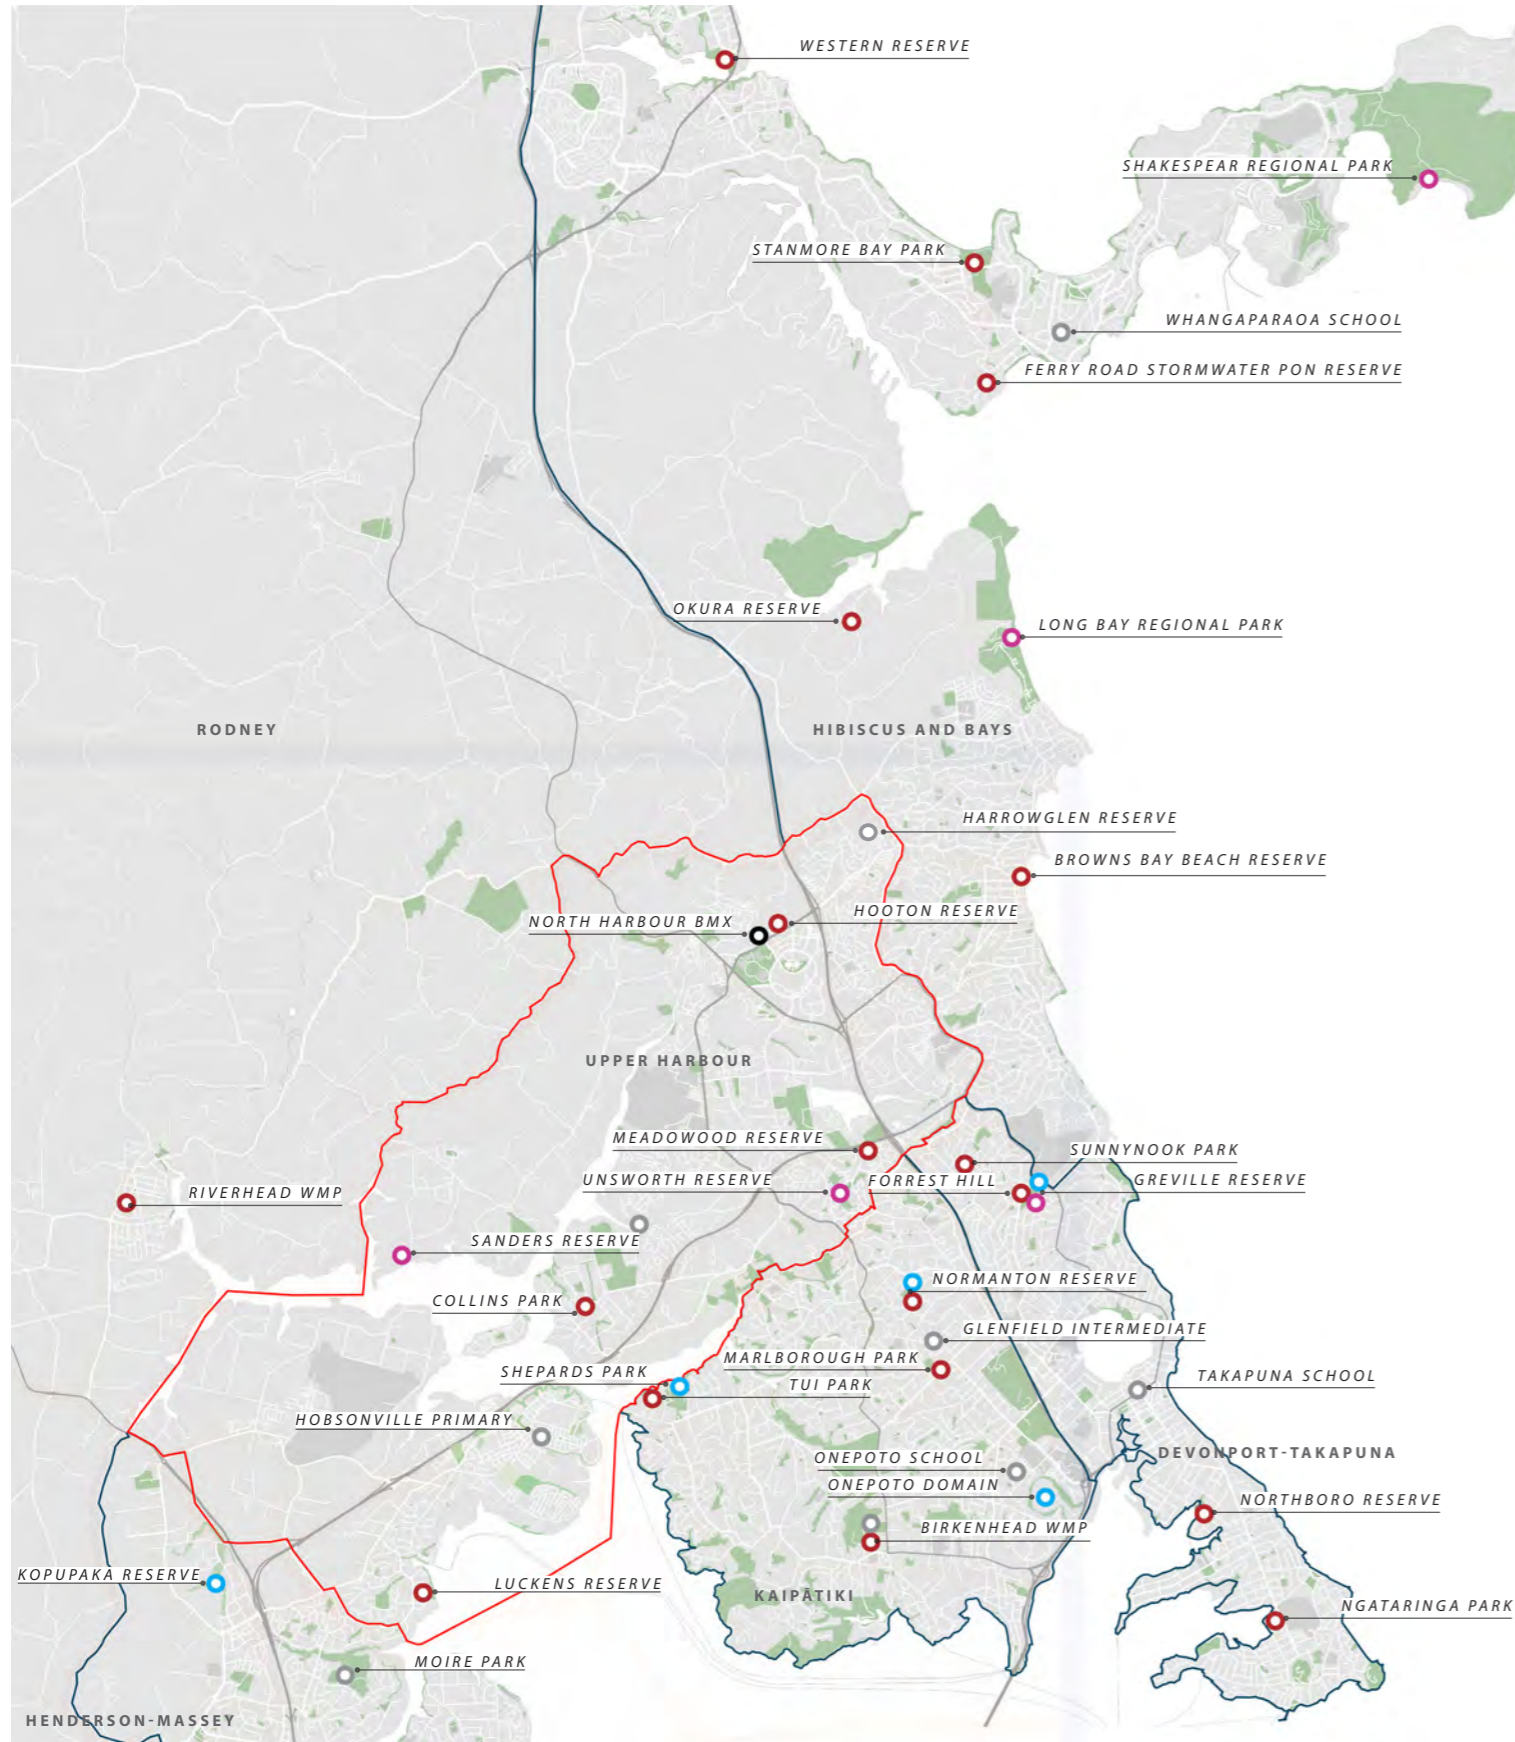 WESTERN RESERVE
SHAKESPEAR REGIONAL PARK
STANMORE BAY PARK
WHANGAPARAOA SCHOOL
FERRY ROAD STORMWATER PON RESERVE
OKURA RESERVE
LONG BAY REGIONAL PARK
RODNEY
HIBISCUS AND BAYS
HARROWGLEN RESERVE
BROWNS BAY BEACH RESERVE
HOOTON RESERVE
NORTH HARBOUR BMX
UPPER HARBOUR
MEADOWOOD RESERVE
SUNNYNOOK PARK
UNSWORTH RESERVE
FORREST HILL
GREVILLE RESERVE
RIVERHEAD WMP
SANDERS RESERVE
NORMANTON RESERVE
COLLINS PARK
GLENFIELD INTERMEDIATE
MARLBOROUGH PARK
SHEPARDS PARK
TAKAPUNA SCHOOL
TUI PARK
HOBSONVILLE PRIMARY
DEVONPORT-TAKAPUNA
ONEPOTO SCHOOL
ONEPOTO DOMAIN
NORTHBORO RESERVE
BIRKENHEAD WMP
KOPUPAKA RESERVE
LUCKENS RESERVE
KAIPĀTIKI
NGATARINGA PARK
MOIRE PARK
HENDERSON-MASSEY